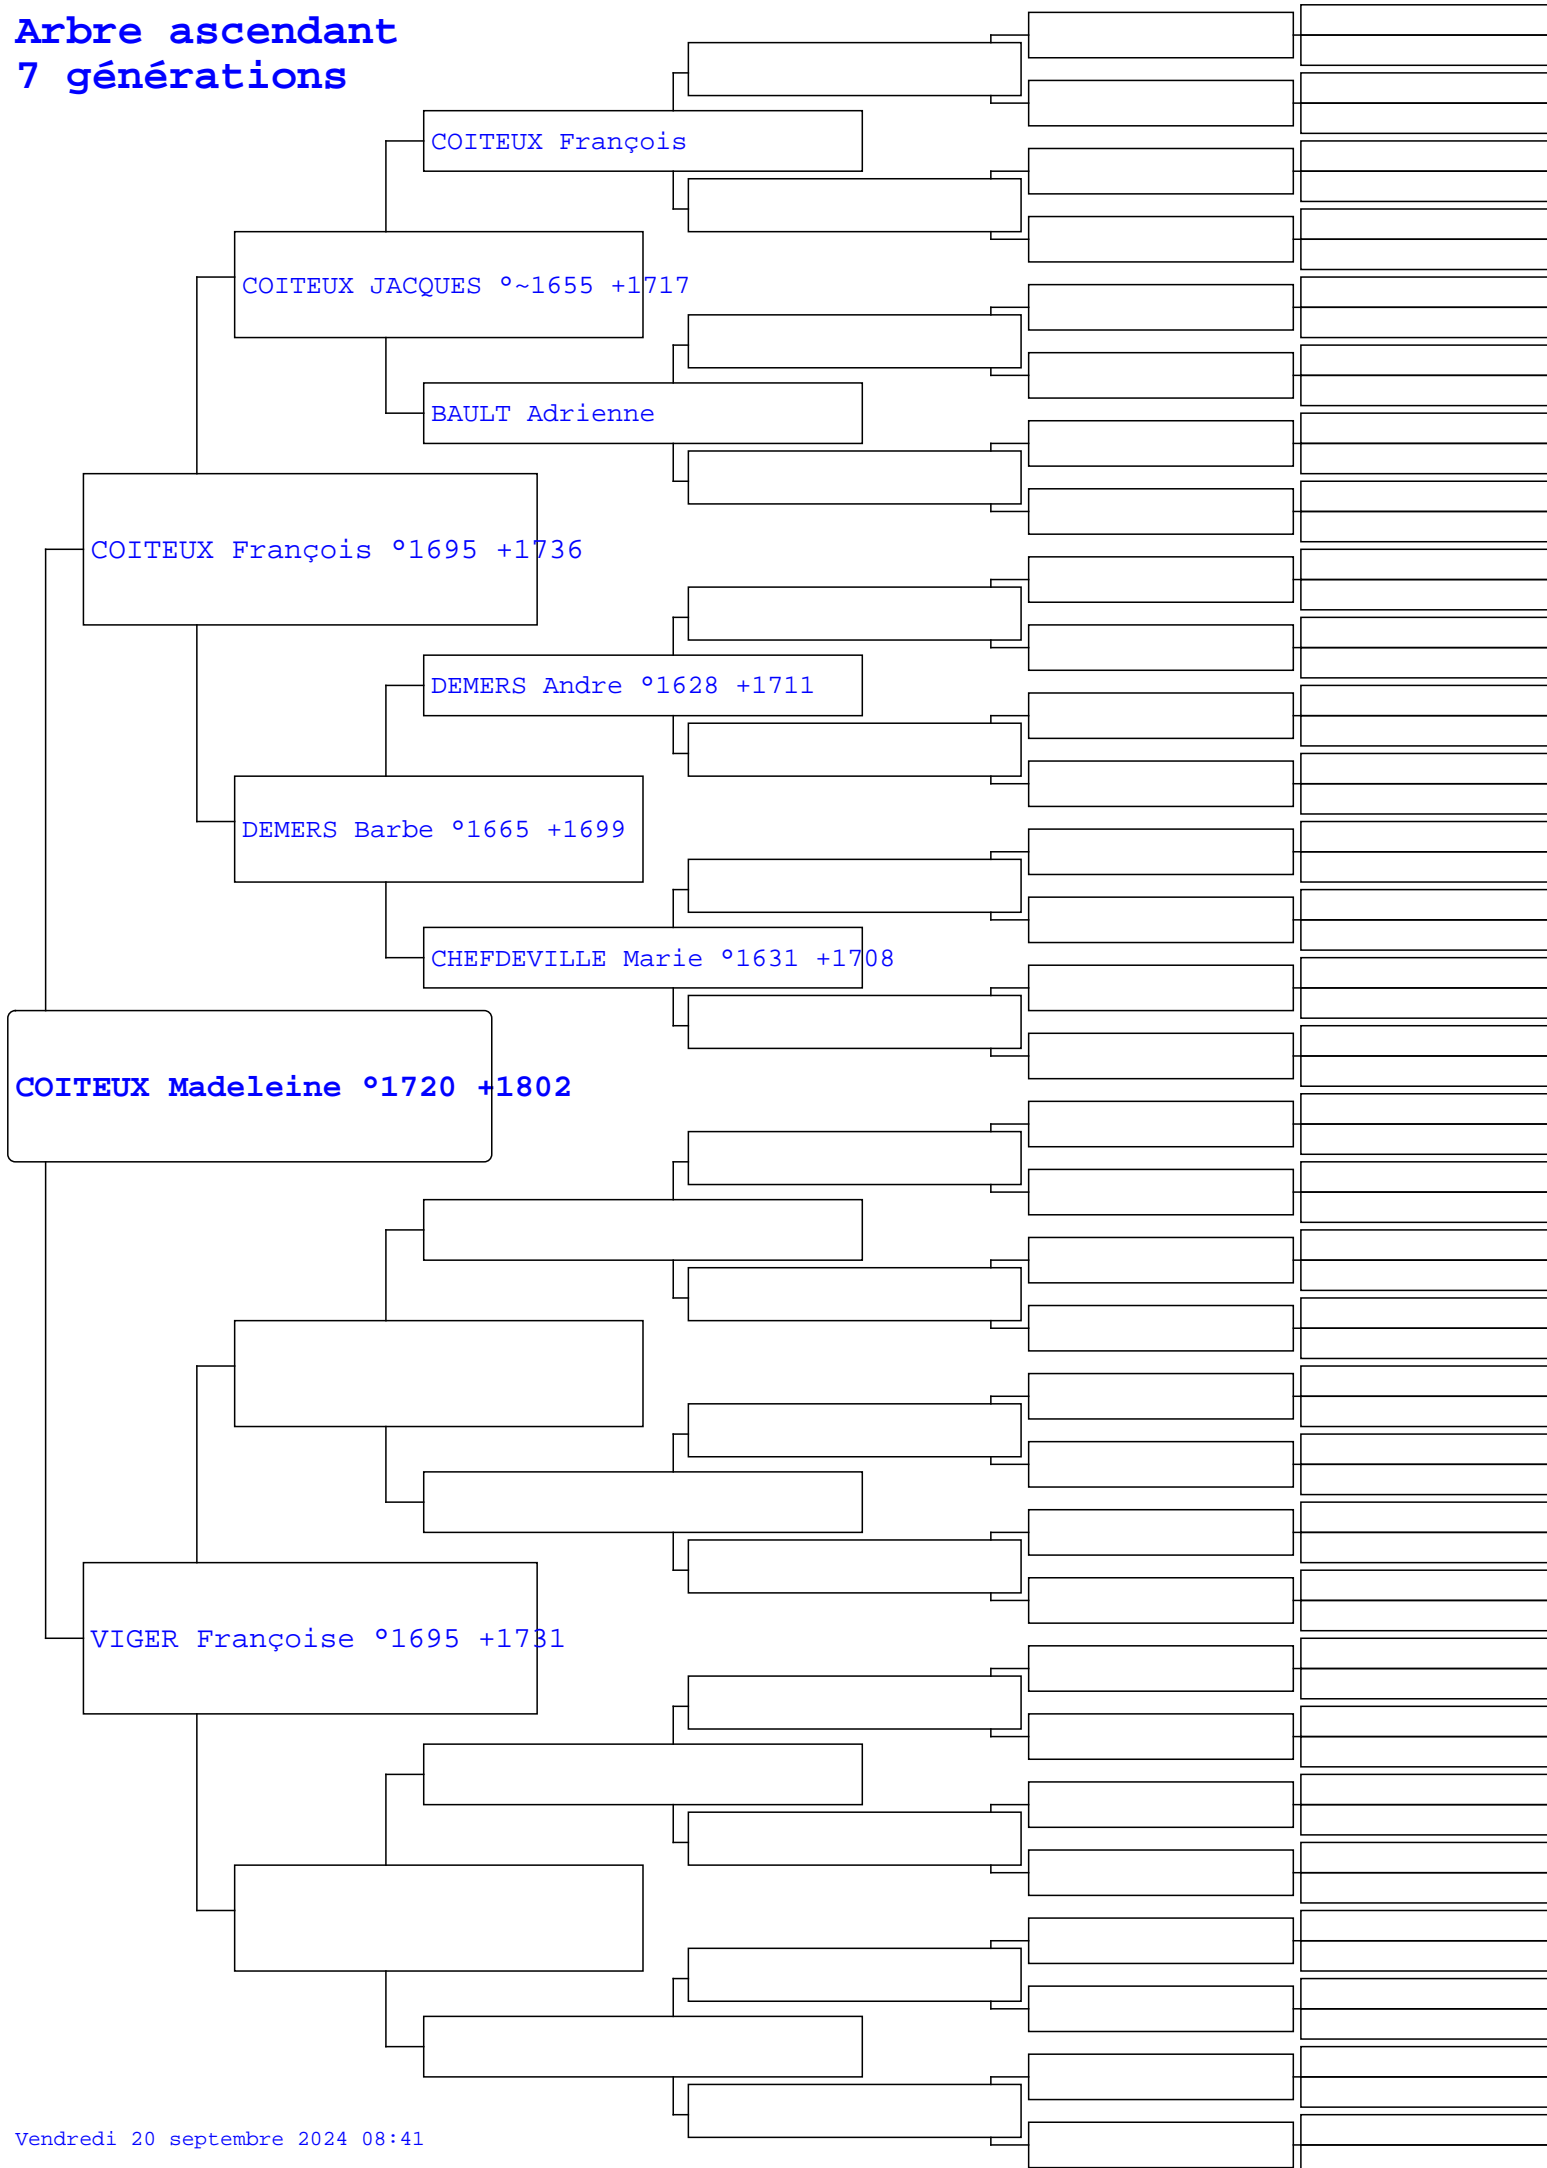 Arbre ascendant
7 générations
COITEUX François
COITEUX JACQUES °~1655 +1717
BAULT Adrienne
COITEUX François °1695 +1736
DEMERS Andre °1628 +1711
DEMERS Barbe °1665 +1699
CHEFDEVILLE Marie °1631 +1708
COITEUX Madeleine °1720 +1802
VIGER Françoise °1695 +1731
Vendredi 20 septembre 2024 08:41